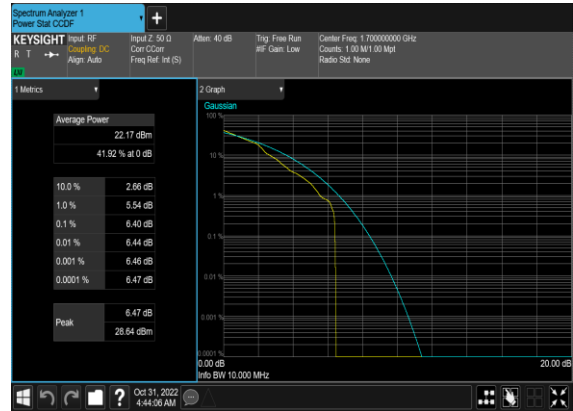 Spectrum Analyzer 1
Power Stat CCDF
+
KEYSIGHT
R T
LXI
Input: RF
Coupling: DC
Align: Auto
Input Z: 50 Ω
Corr CCorr
Freq Ref: Int (S)
Atten: 40 dB
Trig: Free Run
#IF Gain: Low
Center Freq: 1.700000000 GHz
Counts: 1.00 M/1.00 Mpt
Radio Std: None
1 Metrics
Average Power
22.17 dBm
41.92 % at 0 dB
10.0 % 2.66 dB
1.0 % 5.54 dB
0.1 % 6.40 dB
0.01 % 6.44 dB
0.001 % 6.46 dB
0.0001 % 6.47 dB
Peak
6.47 dB
28.64 dBm
2 Graph
Gaussian
100 %
10 %
1 %
0.1 %
0.01 %
0.001 %
0.0001 %
0.00 dB
20.00 dB
Info BW 10.000 MHz
?
Oct 31, 2022
4:44:06 AM